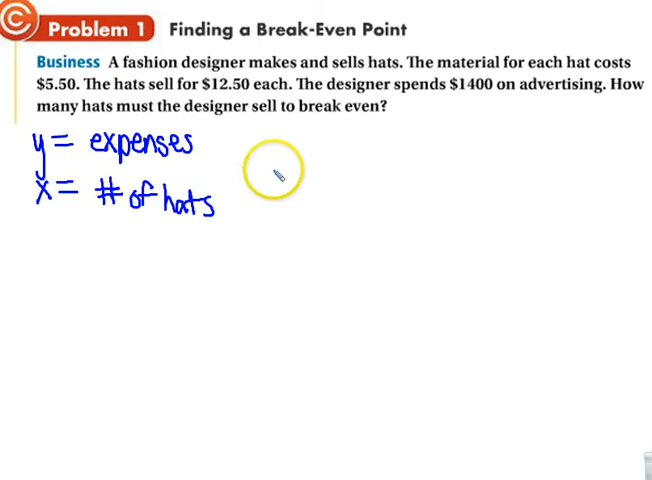 C Problem 1 Finding a Break-Even Point
Business A fashion designer makes and sells hats. The material for each hat costs
$5.50. The hats sell for $12.50 each. The designer spends $1400 on advertising. How
many hats must the designer sell to break even?
y = expenses
x = # of hats